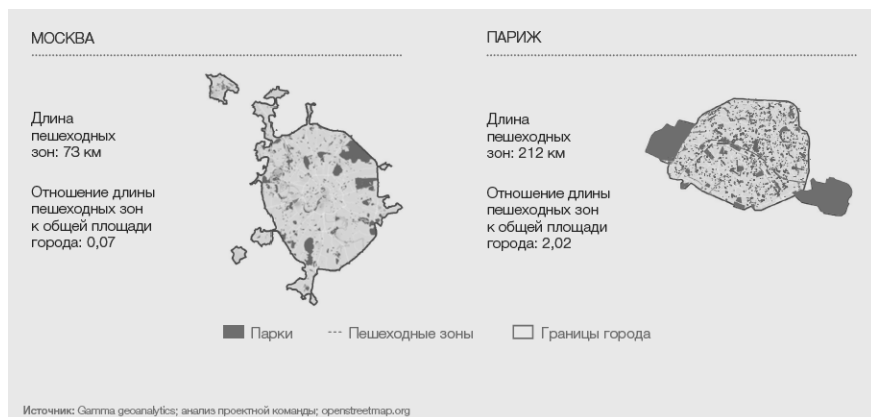 МОСКВА
Длина
пешеходных
зон: 73 км
Отношение длины
пешеходных зон
к общей площади
города: 0,07
ПАРИЖ
Длина
пешеходных
зон: 212 км
Отношение длины
пешеходных зон
к общей площади
города: 2,02
Парки
Пешеходные зоны
Границы города
Источник: Gamma geoanalytics; анализ проектной команды; openstreetmap.org